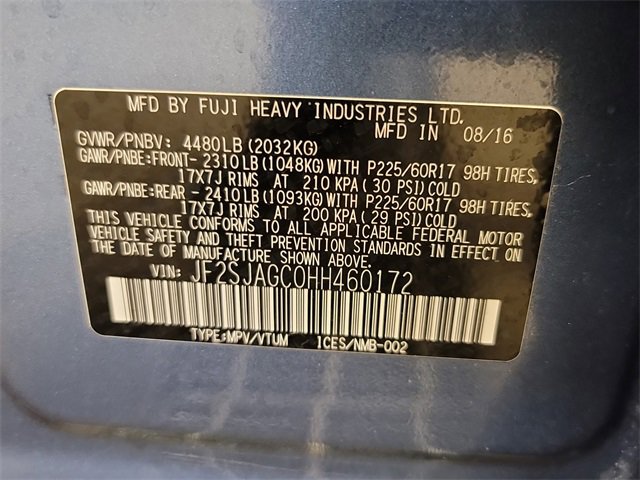 MFD BY FUJI HEAVY INDUSTRIES LTD.
MFD IN 08/16
GVWR/PNBV: 4480LB(2032KG)
GAWR/PNBE:FRONT- 2310LB(1048KG)WITH P225/60R17 98H TIRES,
17X7J RIMS AT 210 KPA(30 PSI)COLD
GAWR/PNBE:REAR - 2410LB(1093KG)WITH P225/60R17 98H TIRES,
17X7J RIMS AT 200 KPA(29 PSI)COLD
THIS VEHICLE CONFORMS TO ALL APPLICABLE FEDERAL MOTOR
VEHICLE SAFETY AND THEFT PREVENTION STANDARDS IN EFFECT ON
THE DATE OF MANUFACTURE SHOWN ABOVE.
VIN: JF2SJAGC0HH460172
TYPE:MPV/VTUM ICES/NMB-002